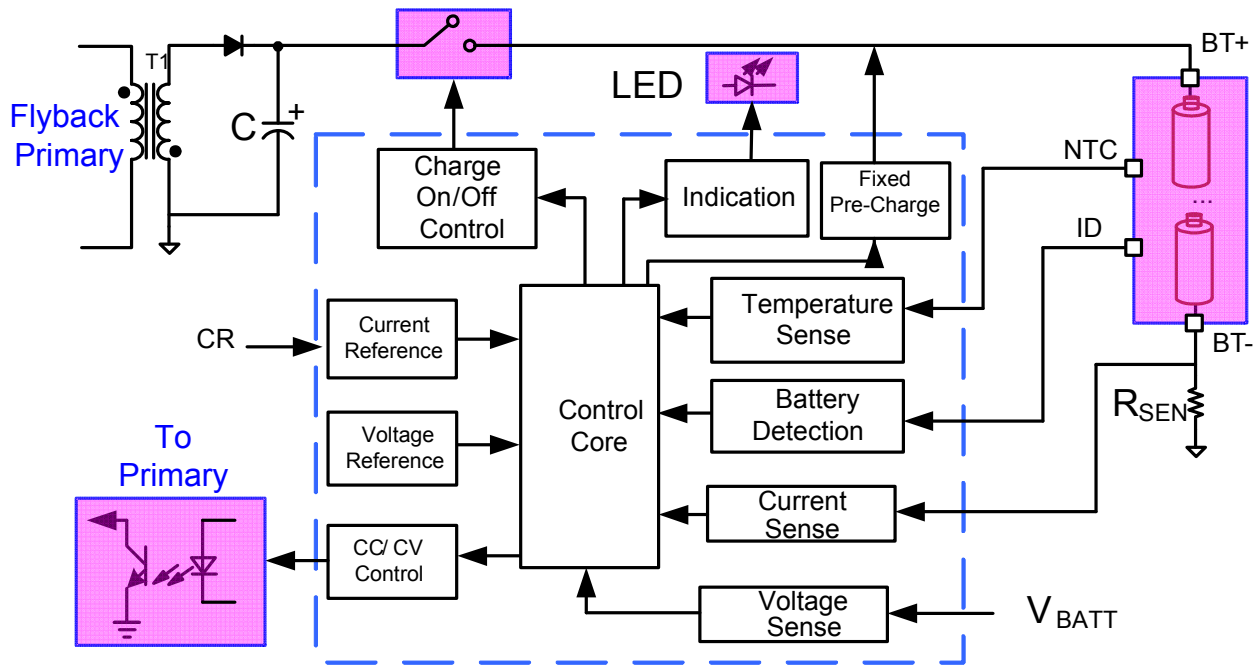 BT+
T1
LED
Flyback
Primary
C
+
NTC
Charge
On/Off
Control
Indication
Fixed
Pre-Charge
...
ID
Temperature
Sense
Current
Reference
CR
BT-
Control
Core
Battery
Detection
RSEN
Voltage
Reference
To
Primary
Current
Sense
CC/ CV
Control
Voltage
Sense
VBATT